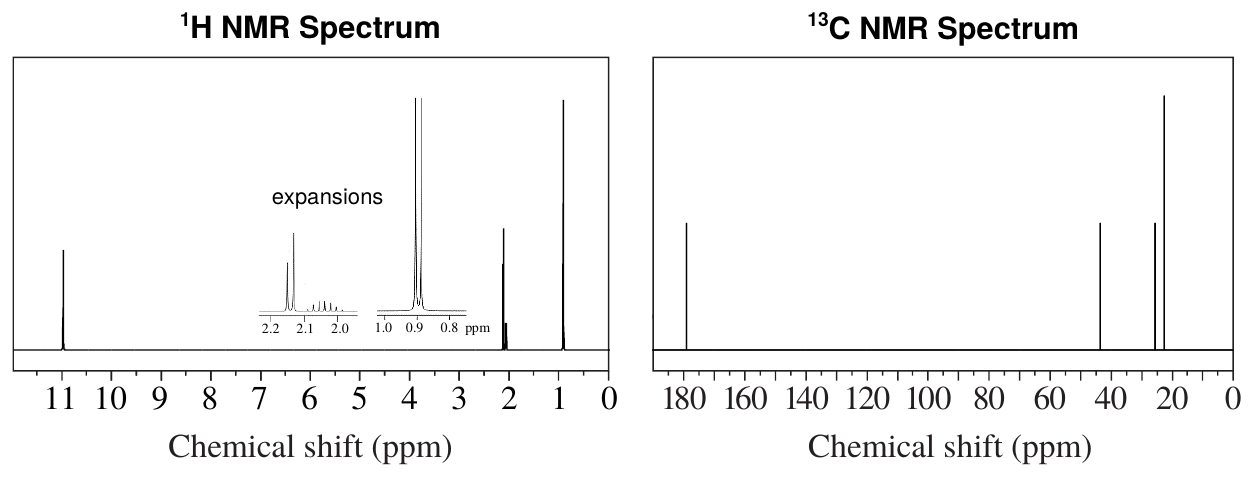 ¹H NMR Spectrum
expansions
2.2 2.1 2.0
1.0 0.9 0.8 ppm
11 10 9 8 7 6 5 4 3 2 1 0
Chemical shift (ppm)
¹³C NMR Spectrum
180 160 140 120 100 80 60 40 20 0
Chemical shift (ppm)